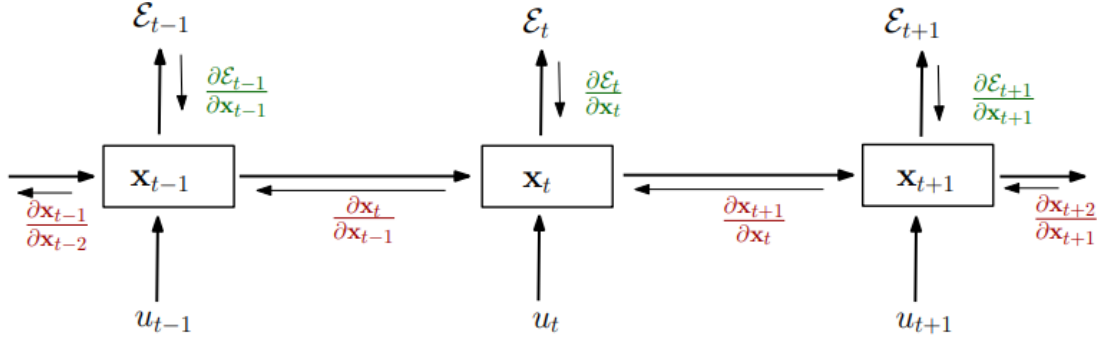 ℰ_{t−1} ℰ_t ℰ_{t+1}
∂ℰ_{t−1}/∂x_{t−1} ∂ℰ_t/∂x_t ∂ℰ_{t+1}/∂x_{t+1}
x_{t−1} x_t x_{t+1}
∂x_{t−1}/∂x_{t−2} ∂x_t/∂x_{t−1} ∂x_{t+1}/∂x_t ∂x_{t+2}/∂x_{t+1}
u_{t−1} u_t u_{t+1}